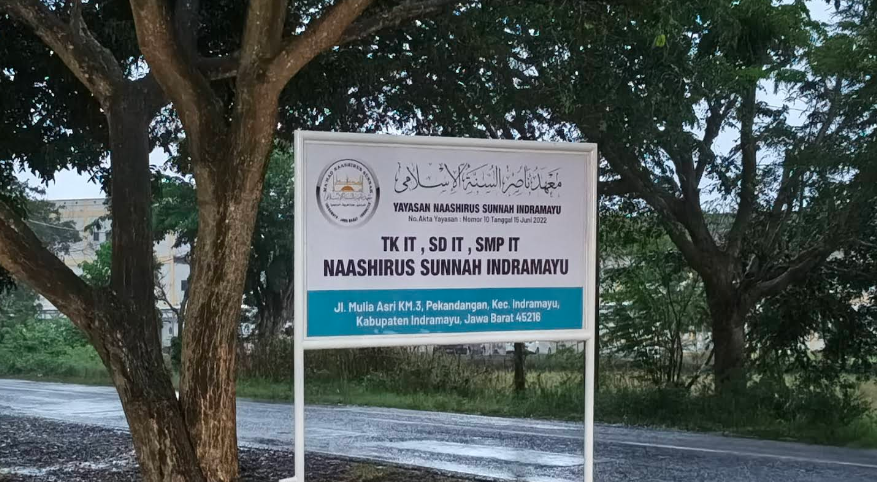 معهد ناصر السنة الإسلامي
YAYASAN NAASHIRUS SUNNAH INDRAMAYU
No. Akta Yayasan : Nomor 10 Tanggal 15 Juni 2022
TK IT , SD IT , SMP IT
NAASHIRUS SUNNAH INDRAMAYU
Jl. Mulia Asri KM.3, Pekandangan, Kec. Indramayu,
Kabupaten Indramayu, Jawa Barat 45216